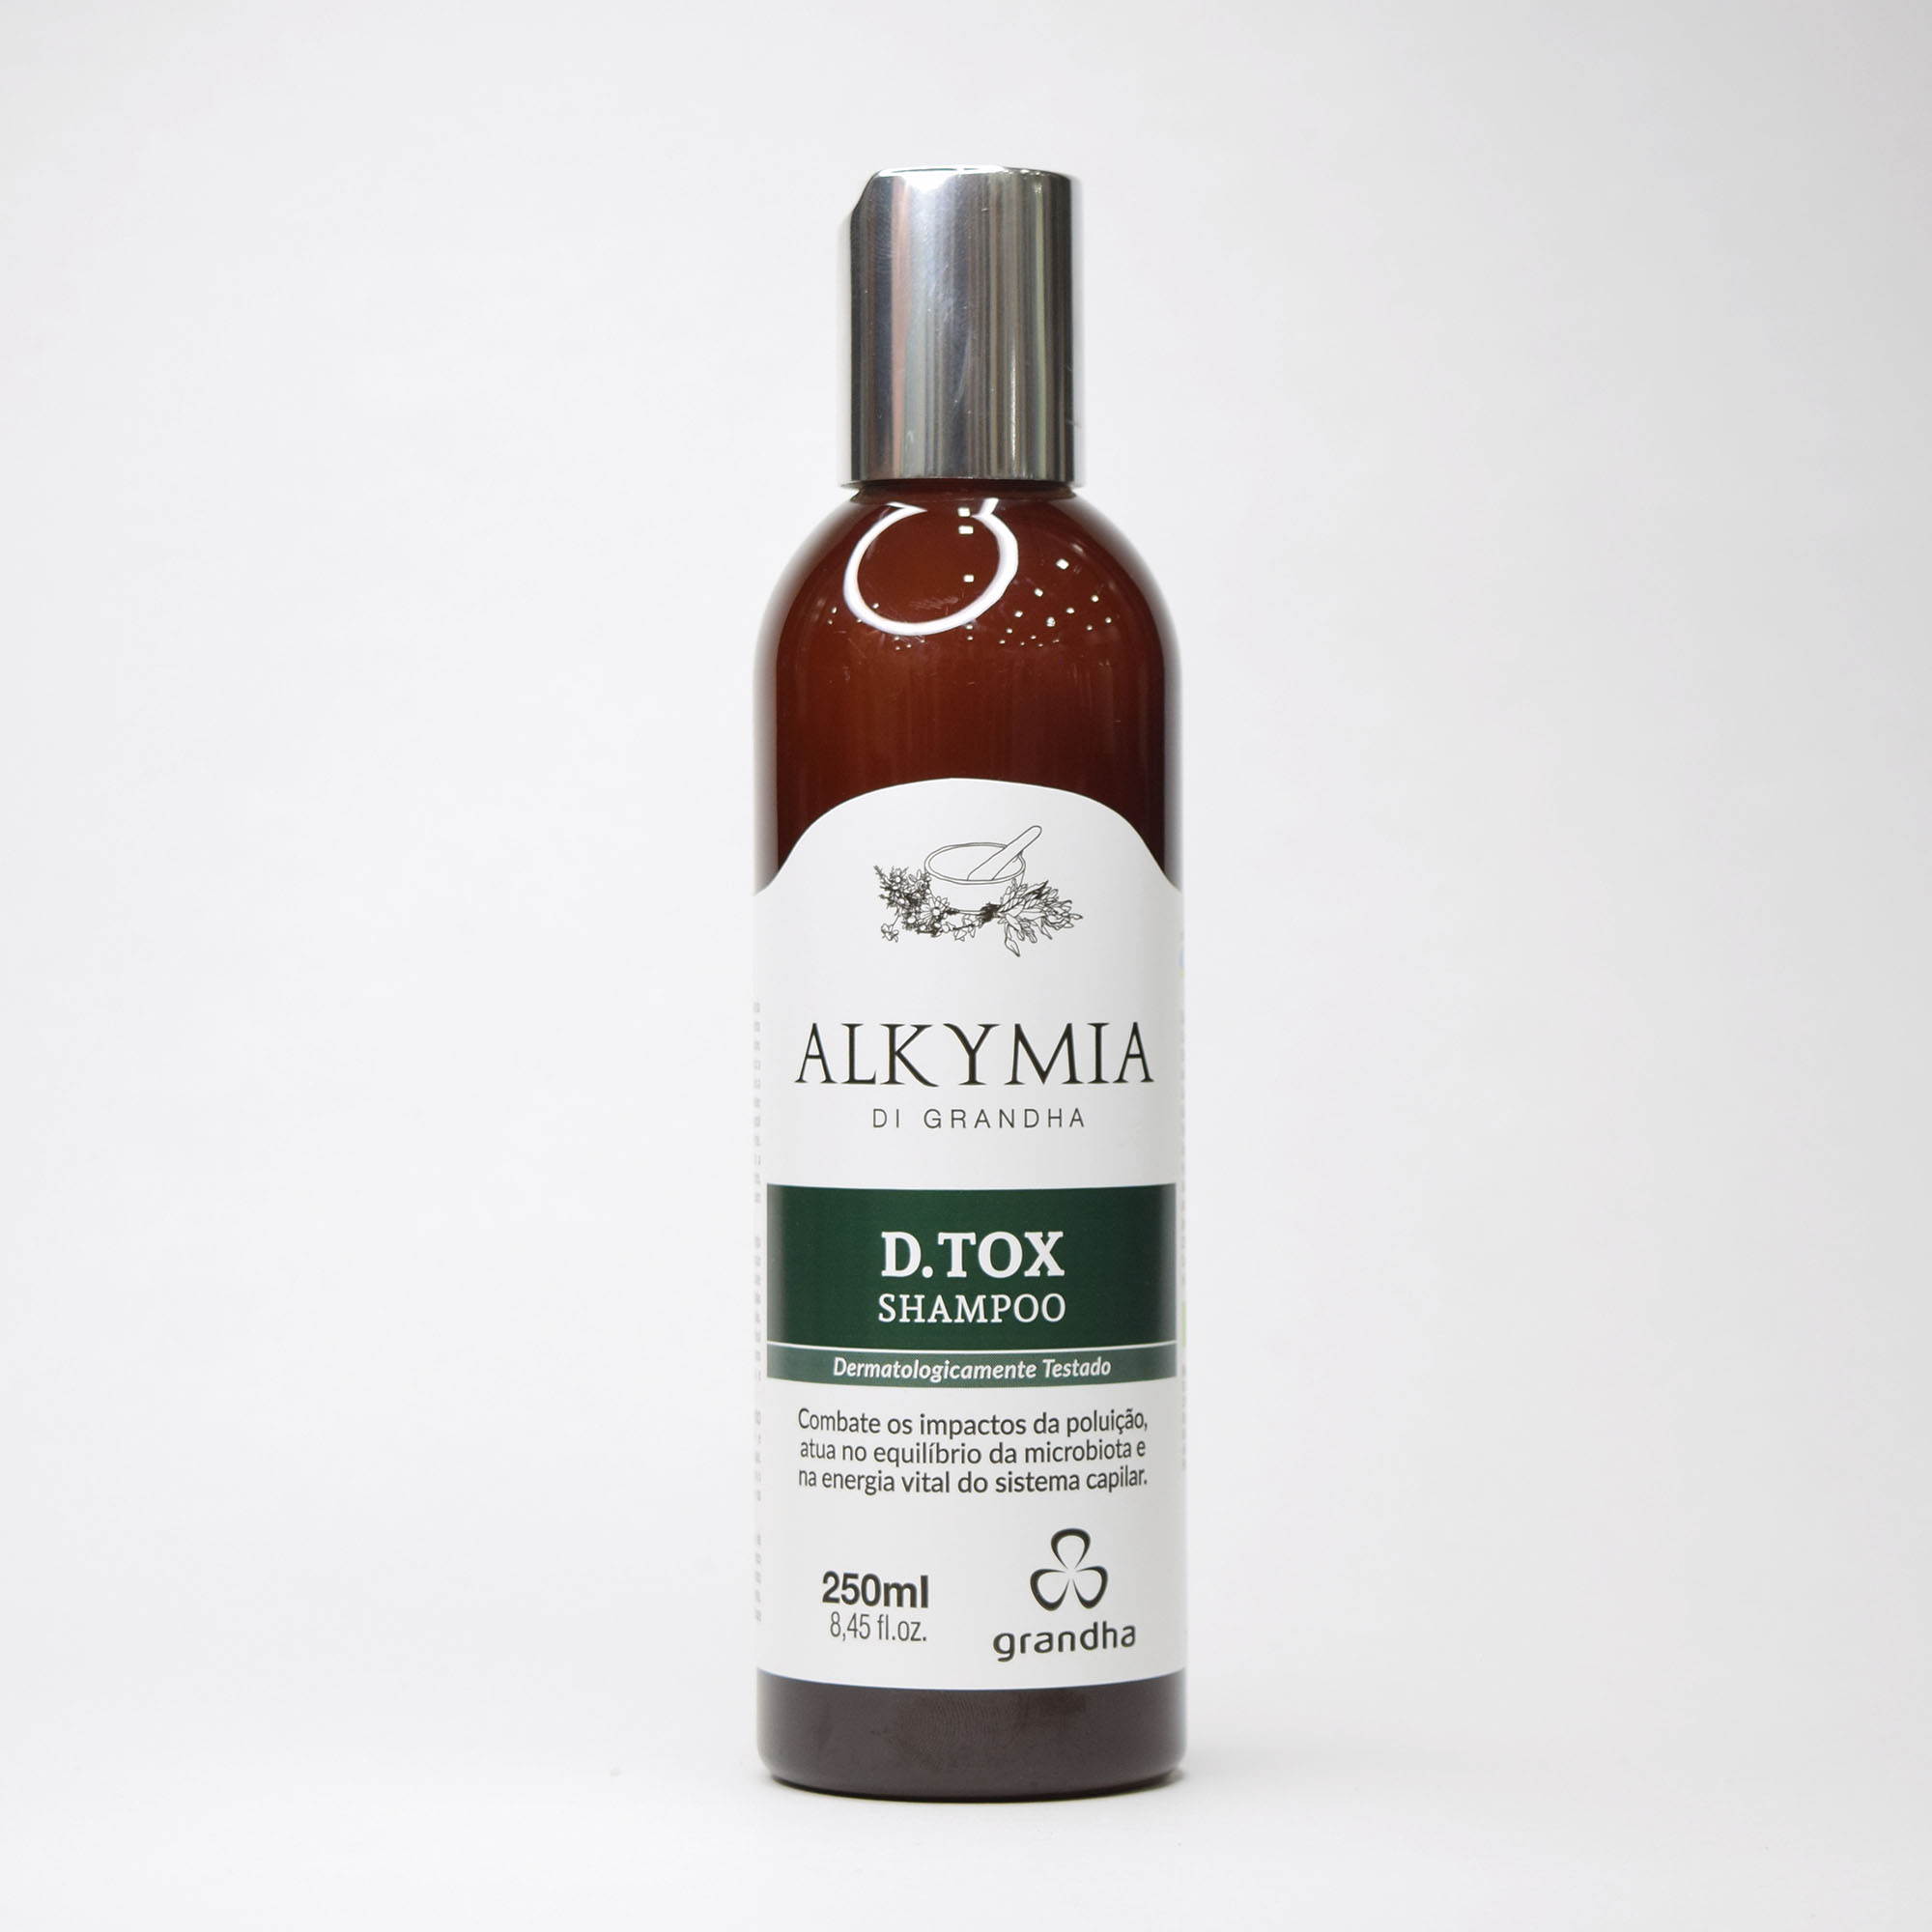 ALKYMIA
DI GRANDHA
D.TOX
SHAMPOO
Dermatologicamente Testado
Combate os impactos da poluição,
atua no equilíbrio da microbiota e
na energia vital do sistema capilar.
250ml
8,45 fl.oz.
grandha